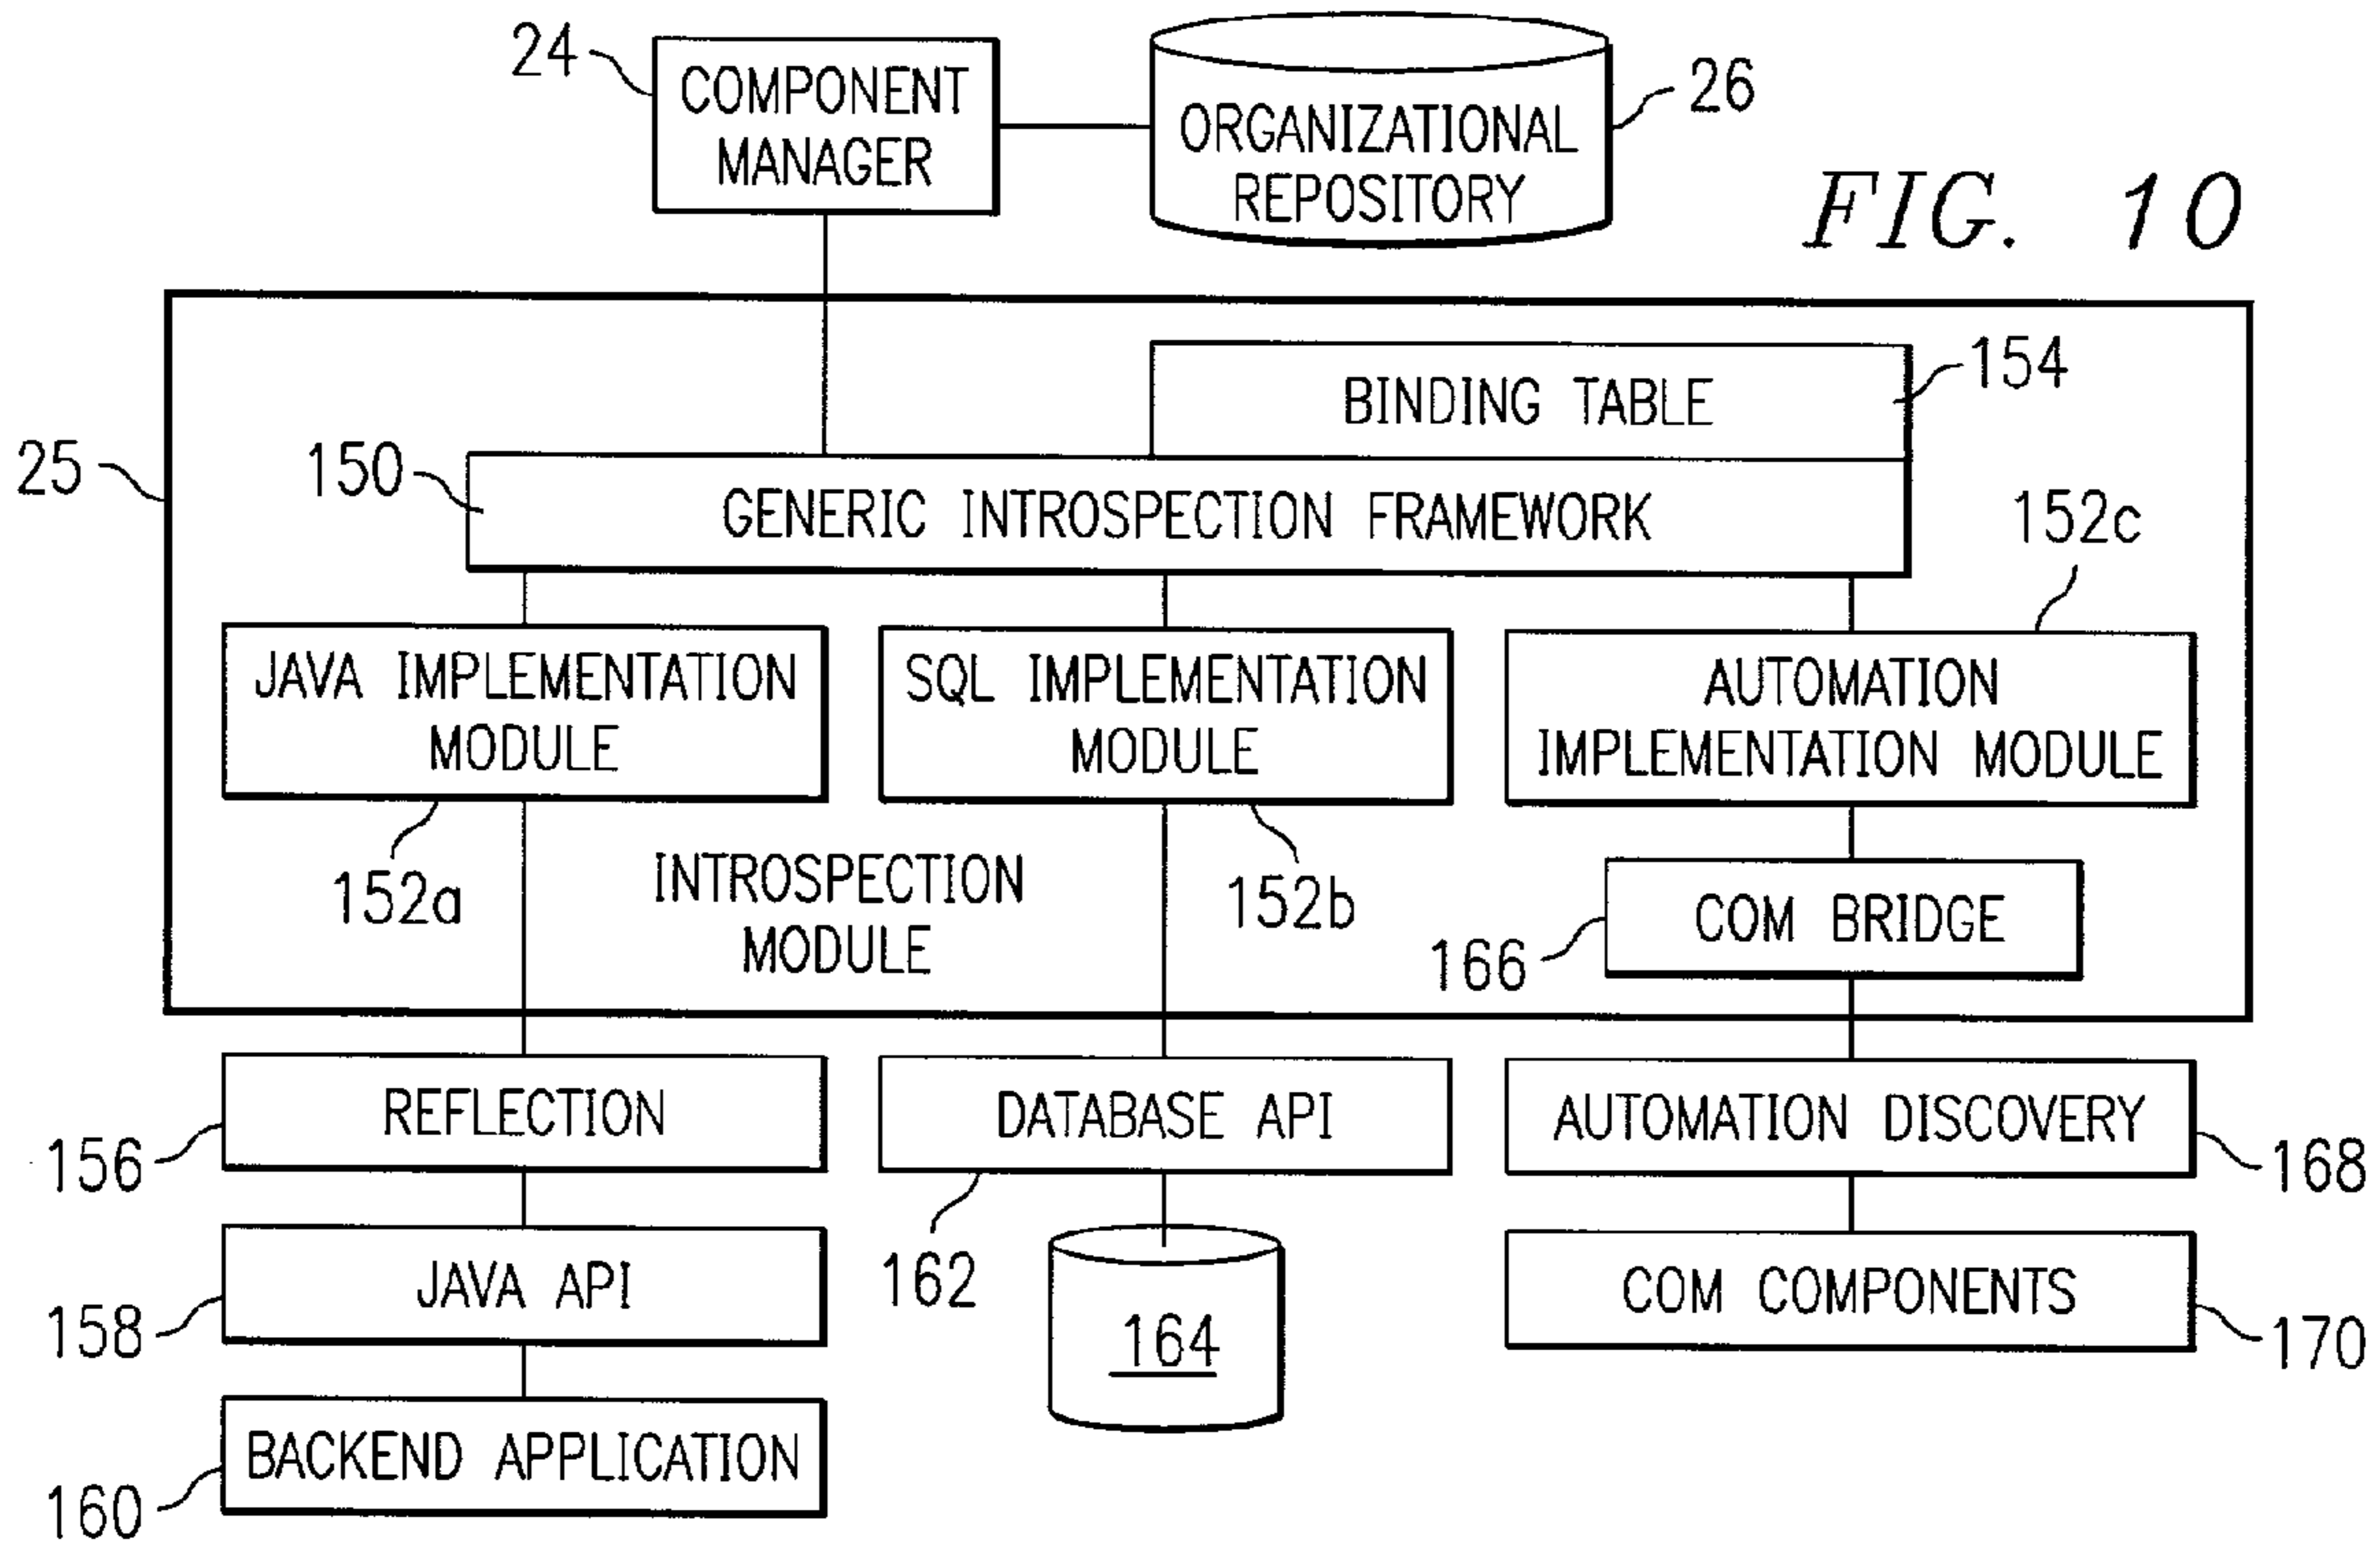 24
COMPONENT
MANAGER
ORGANIZATIONAL
REPOSITORY
26
FIG. 10
BINDING TABLE
154
25
150
GENERIC INTROSPECTION FRAMEWORK
152c
JAVA IMPLEMENTATION
MODULE
SQL IMPLEMENTATION
MODULE
AUTOMATION
IMPLEMENTATION MODULE
152a
INTROSPECTION
MODULE
152b
COM BRIDGE
166
REFLECTION
156
DATABASE API
162
AUTOMATION DISCOVERY
168
JAVA API
158
164
COM COMPONENTS
170
BACKEND APPLICATION
160